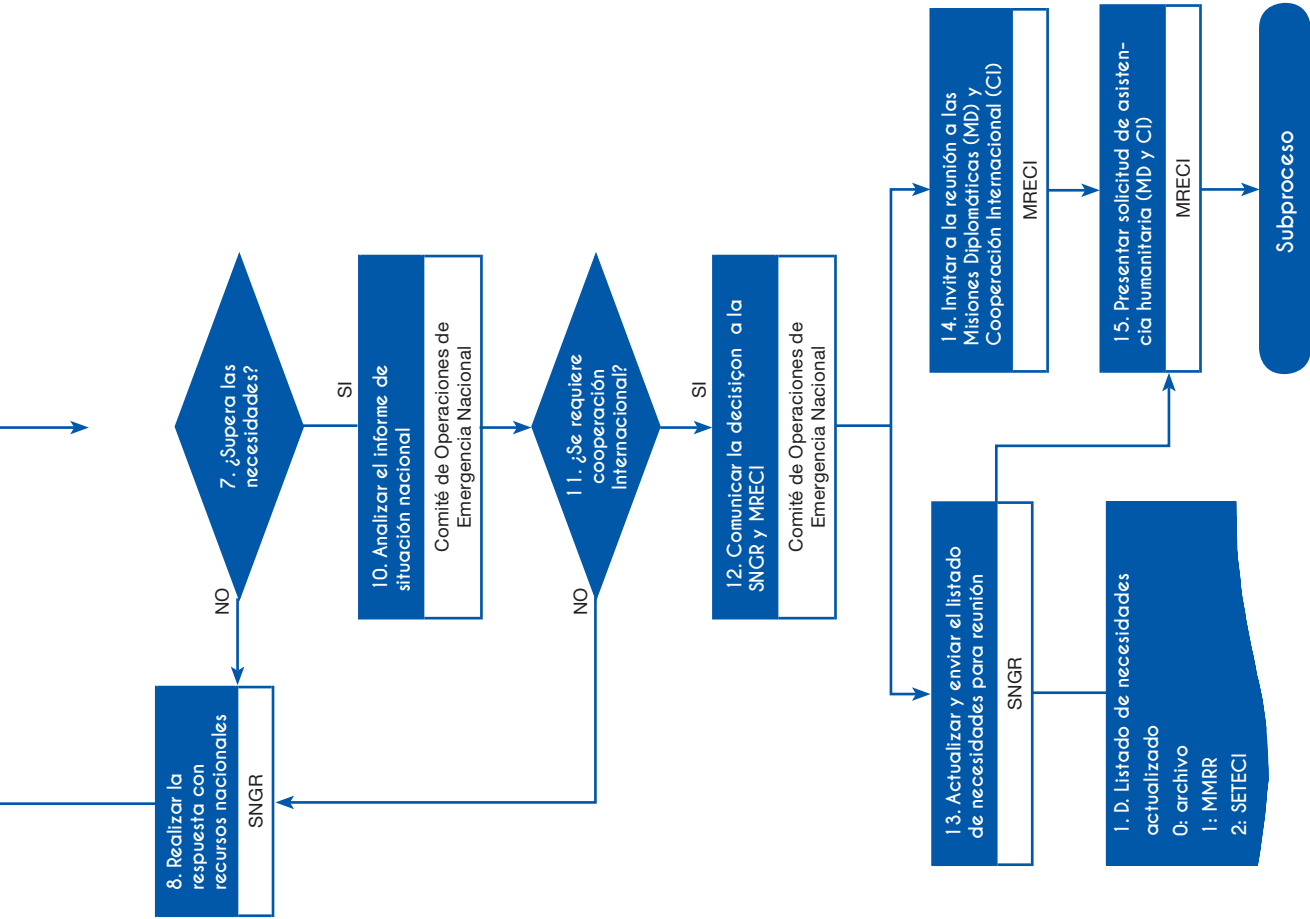 7. ¿Supera las
necesidades?
NO
SI
8. Realizar la
respuesta con
recursos nacionales
SNGR
10. Analizar el informe de
situación nacional
Comité de Operaciones de
Emergencia Nacional
11. ¿Se requiere
cooperación
Internacional?
NO
SI
12. Comunicar la decisiçon a la
SNGR y MRECI
Comité de Operaciones de
Emergencia Nacional
13. Actualizar y enviar el listado
de necesidades para reunión
SNGR
1. D. Listado de necesidades
actualizado
0: archivo
1: MMRR
2: SETECI
14. Invitar a la reunión a las
Misiones Diplomáticas (MD) y
Cooperación Internacional (CI)
MRECI
15. Presentar solicitud de asisten-
cia humanitaria (MD y CI)
MRECI
Subproceso